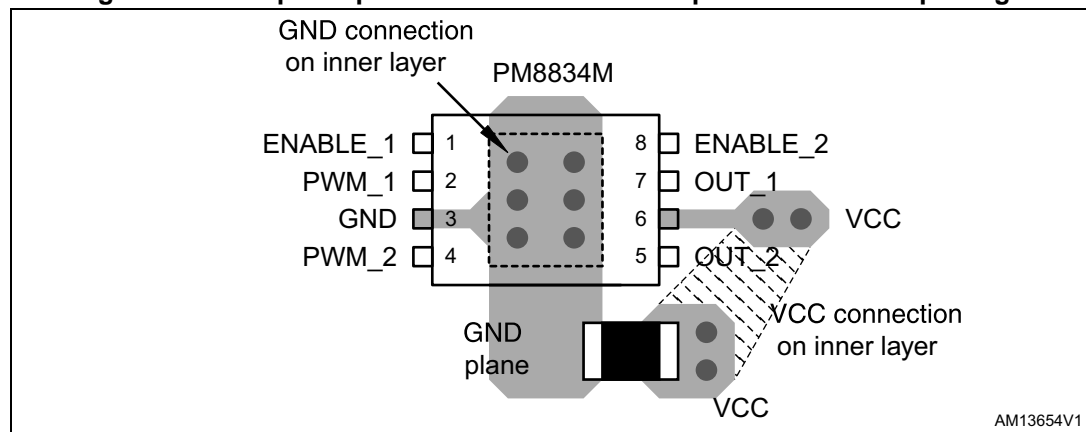 GND connection
on inner layer
PM8834M
ENABLE_1 1
8 ENABLE_2
PWM_1 2
7 OUT_1
GND 3
6 VCC
PWM_2 4
5 OUT_2
VCC connection
on inner layer
GND
plane
VCC
AM13654V1